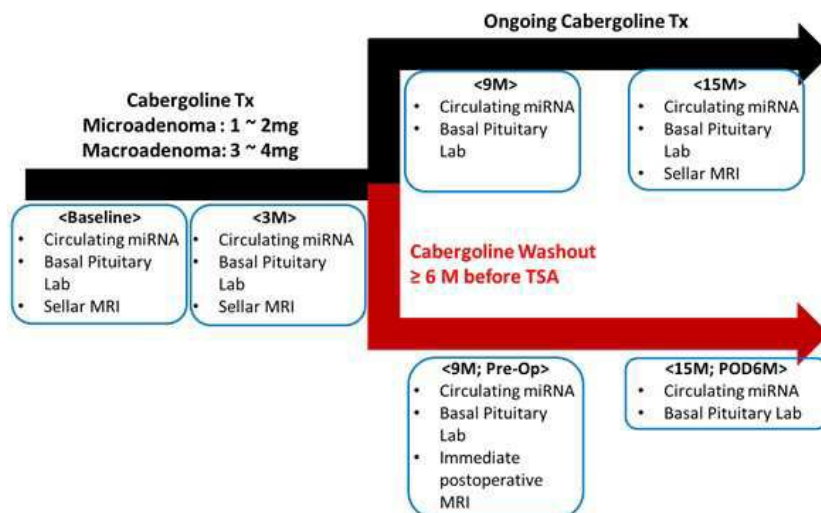 Ongoing Cabergoline Tx
Cabergoline Tx
Microadenoma : 1 ~ 2mg
Macroadenoma: 3 ~ 4mg
<Baseline>
• Circulating miRNA
• Basal Pituitary
Lab
• Sellar MRI
<3M>
• Circulating miRNA
• Basal Pituitary
Lab
• Sellar MRI
<9M>
• Circulating miRNA
• Basal Pituitary
Lab
<15M>
• Circulating miRNA
• Basal Pituitary
Lab
• Sellar MRI
Cabergoline Washout
≥ 6 M before TSA
<9M; Pre-Op>
• Circulating miRNA
• Basal Pituitary
Lab
• Immediate
postoperative
MRI
<15M; POD6M>
• Circulating miRNA
• Basal Pituitary Lab